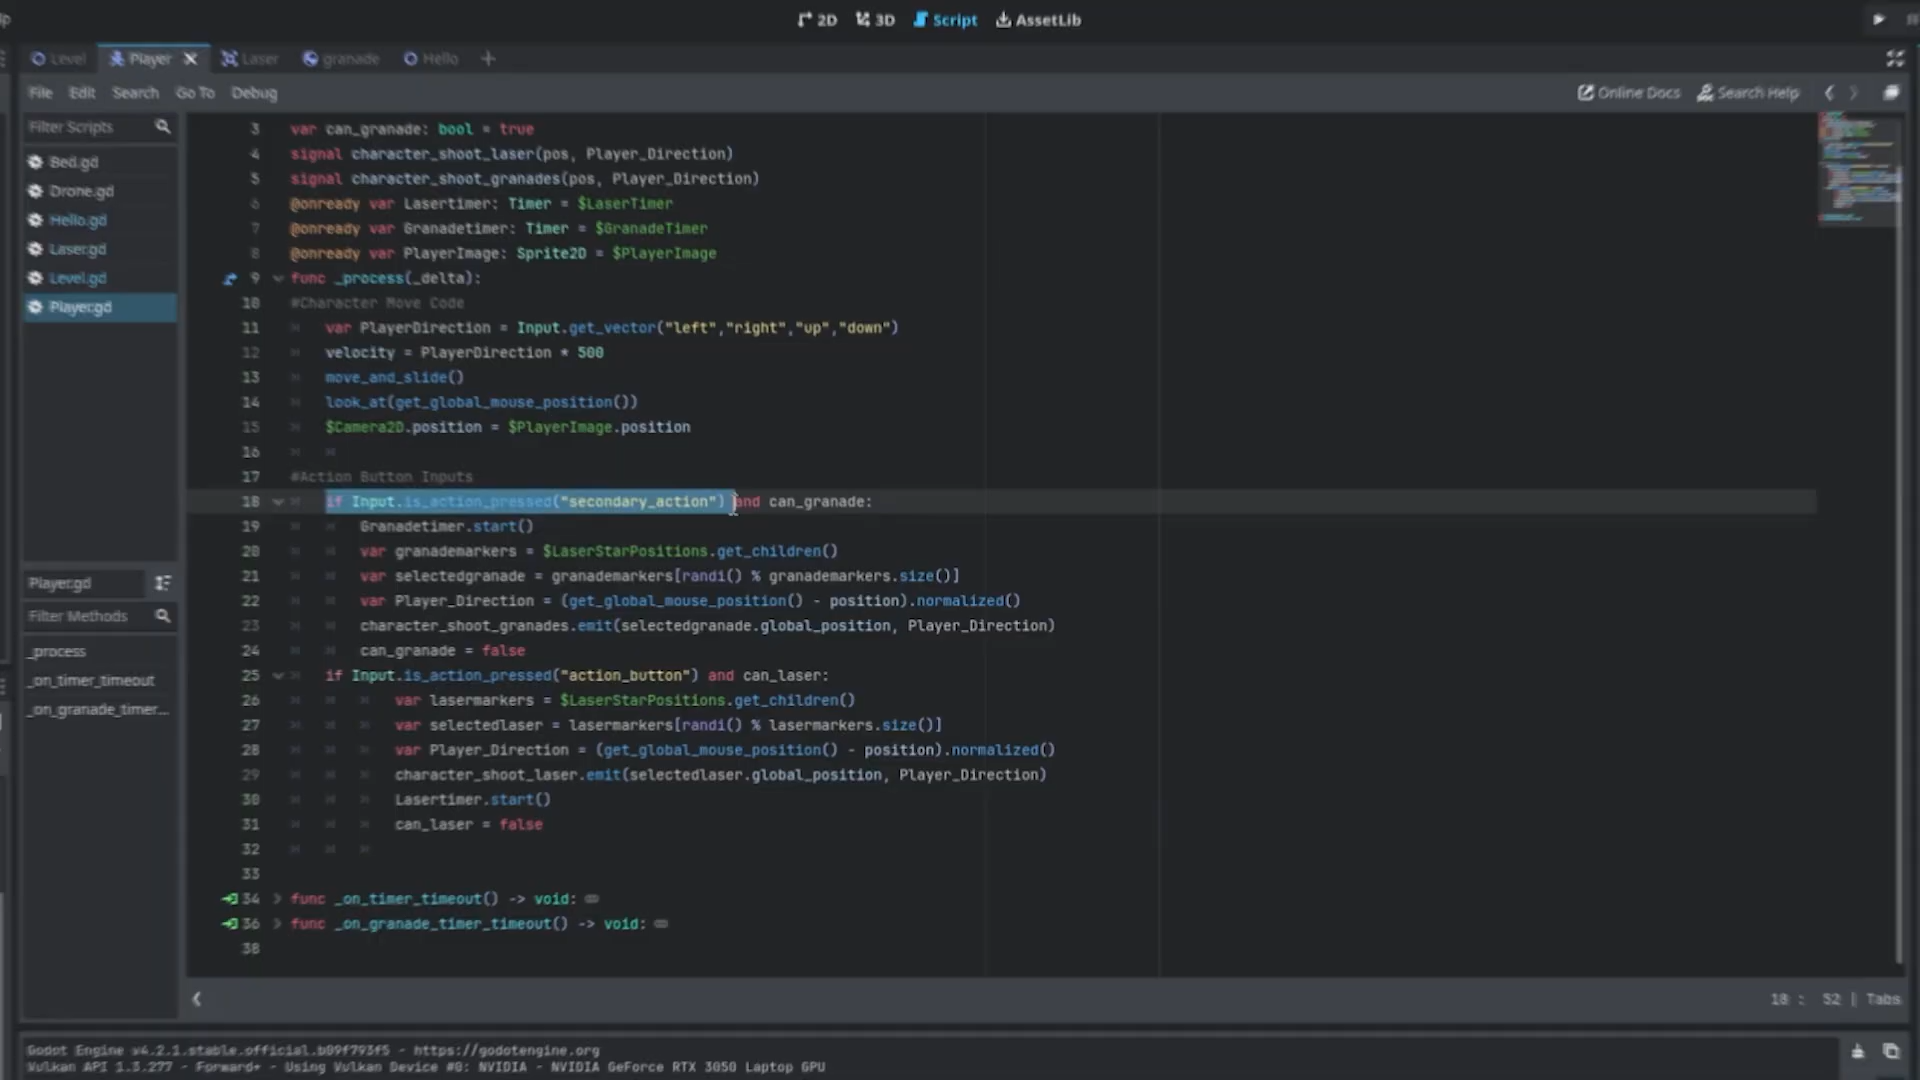 2D 3D Script AssetLib
Level Player Laser granade Hello
File Edit Search Go To Debug Online Docs Search Help
Filter Scripts
Bed.gd
Drone.gd
Hello.gd
Laser.gd
Level.gd
Player.gd
Player.gd
Filter Methods
_process
_on_timer_timeout
_on_granade_timer...
3 var can_granade: bool = true
4 signal character_shoot_laser(pos, Player_Direction)
5 signal character_shoot_granades(pos, Player_Direction)
6 @onready var Lasertimer: Timer = $LaserTimer
7 @onready var Granadetimer: Timer = $GranadeTimer
8 @onready var PlayerImage: Sprite2D = $PlayerImage
9 func _process(_delta):
10 #Character Move Code
11 var PlayerDirection = Input.get_vector("left","right","up","down")
12 velocity = PlayerDirection * 500
13 move_and_slide()
14 look_at(get_global_mouse_position())
15 $Camera2D.position = $PlayerImage.position
16
17 #Action Button Inputs
18 if Input.is_action_pressed("secondary_action") and can_granade:
19 Granadetimer.start()
20 var granademarkers = $LaserStarPositions.get_children()
21 var selectedgranade = granademarkers[randi() % granademarkers.size()]
22 var Player_Direction = (get_global_mouse_position() - position).normalized()
23 character_shoot_granades.emit(selectedgranade.global_position, Player_Direction)
24 can_granade = false
25 if Input.is_action_pressed("action_button") and can_laser:
26 var lasermarkers = $LaserStarPositions.get_children()
27 var selectedlaser = lasermarkers[randi() % lasermarkers.size()]
28 var Player_Direction = (get_global_mouse_position() - position).normalized()
29 character_shoot_laser.emit(selectedlaser.global_position, Player_Direction)
30 Lasertimer.start()
31 can_laser = false
32
33
34 func _on_timer_timeout() -> void:
36 func _on_granade_timer_timeout() -> void:
38
18 : 52 | Tabs
Godot Engine v4.2.1.stable.official.b09f793f5 - https://godotengine.org
Vulkan API 1.3.277 - Forward+ - Using Vulkan Device #0: NVIDIA - NVIDIA GeForce RTX 3050 Laptop GPU